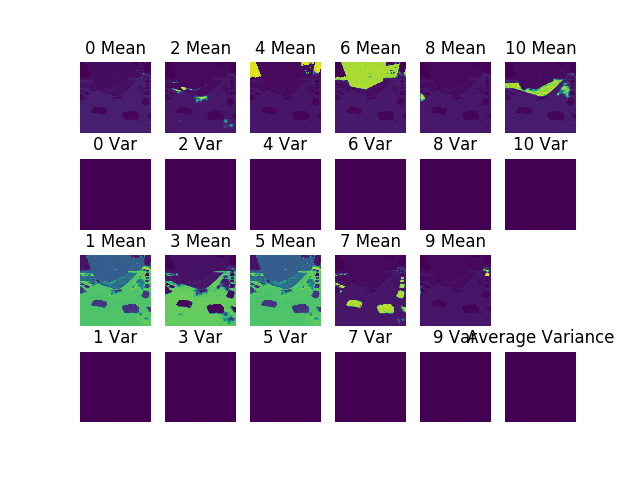 0 Mean 2 Mean 4 Mean 6 Mean 8 Mean 10 Mean
0 Var 2 Var 4 Var 6 Var 8 Var 10 Var
1 Mean 3 Mean 5 Mean 7 Mean 9 Mean
1 Var 3 Var 5 Var 7 Var 9 Var Average Variance